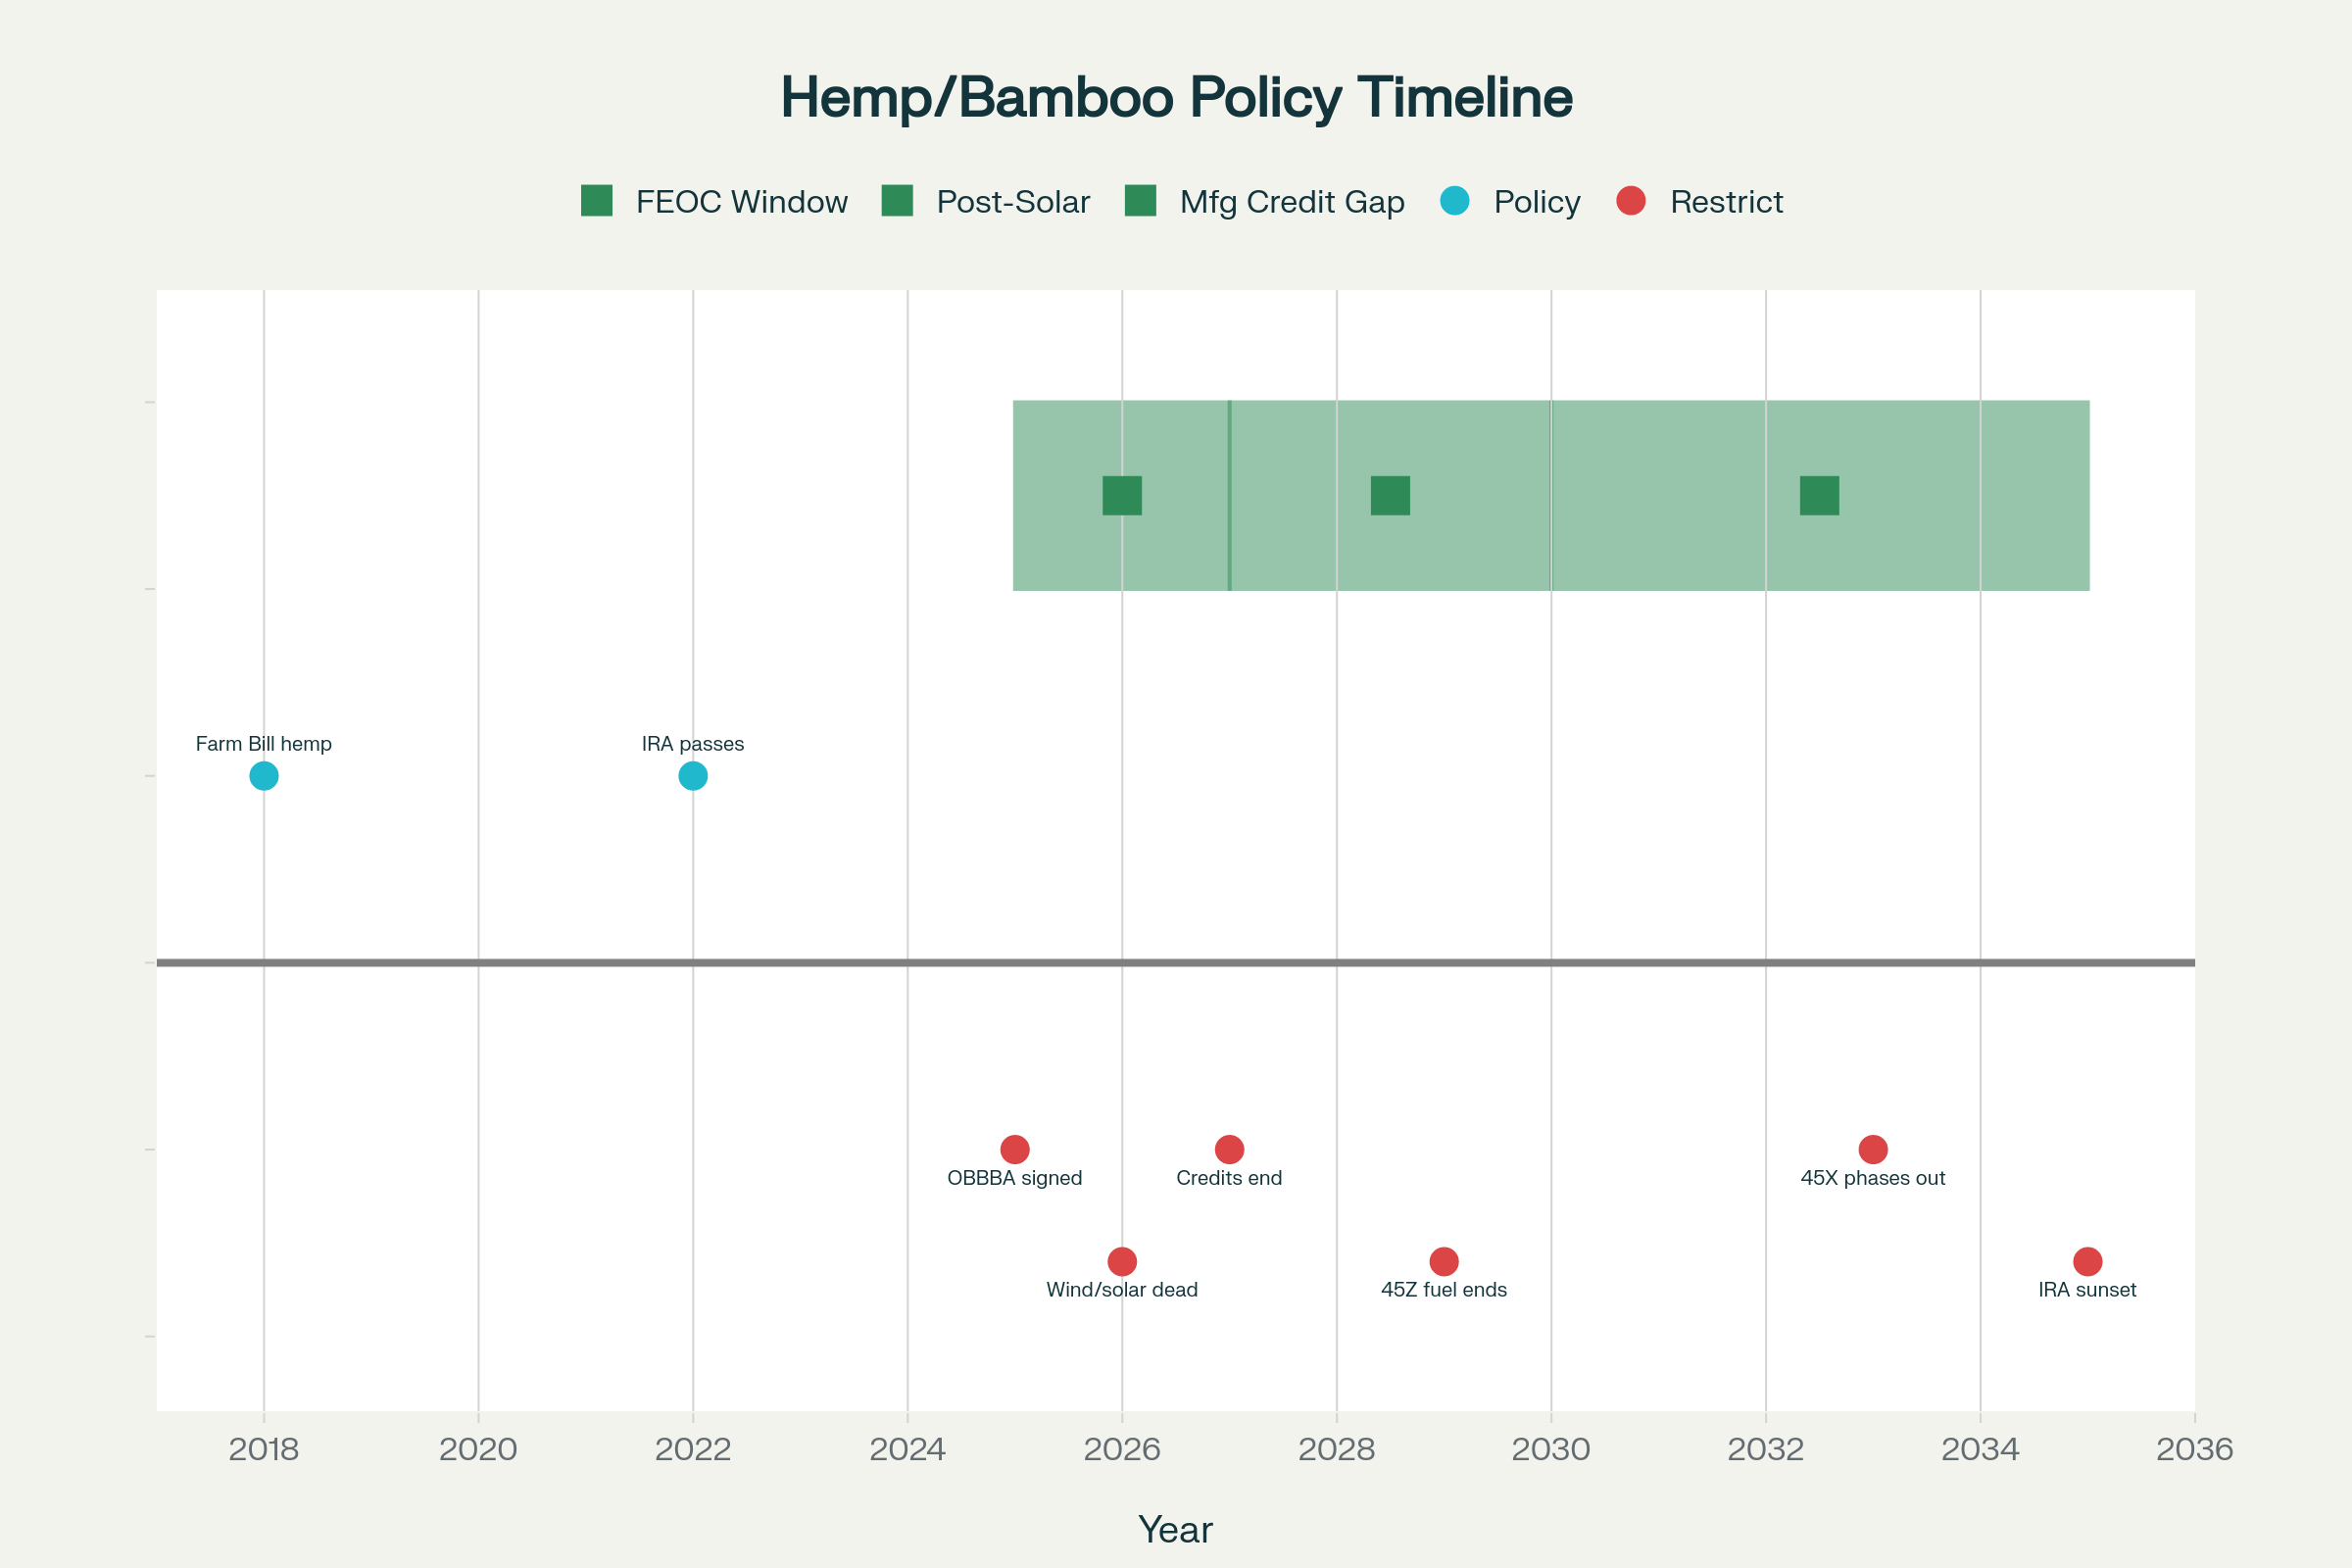 Hemp/Bamboo Policy Timeline
FEOC Window Post-Solar Mfg Credit Gap Policy Restrict
Farm Bill hemp IRA passes
OBBBA signed Credits end 45X phases out
Wind/solar dead 45Z fuel ends IRA sunset
2018 2020 2022 2024 2026 2028 2030 2032 2034 2036
Year